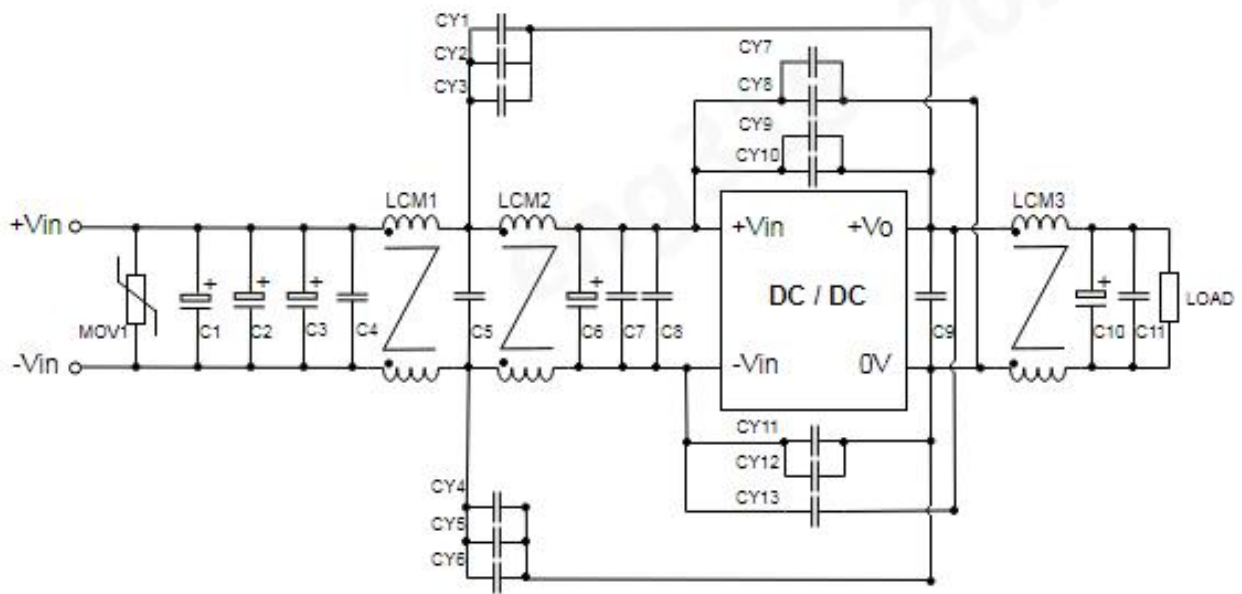 CY1
CY2
CY3
CY7
CY8
CY9
CY10
LCM1
LCM2
LCM3
+Vin
+Vin
+Vo
DC / DC
MOV1
+
C1
+
C2
+
C3
C4
C5
+
C6
C7
C8
C9
+
C10
C11
LOAD
-Vin
-Vin
0V
CY11
CY12
CY13
CY4
CY5
CY6